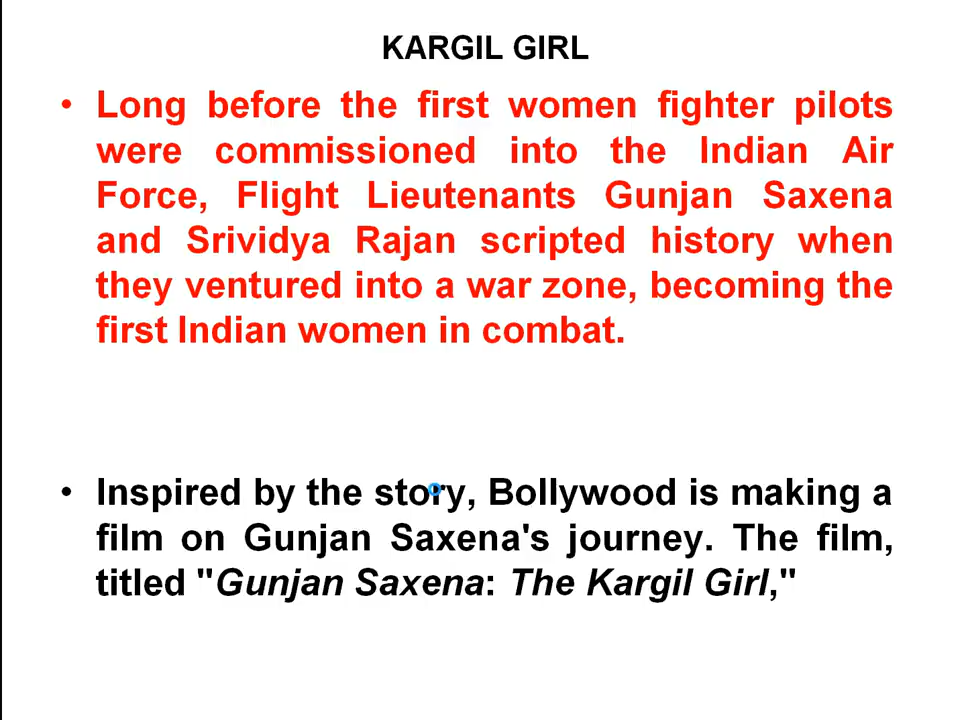 KARGIL GIRL
• Long before the first women fighter pilots
were commissioned into the Indian Air
Force, Flight Lieutenants Gunjan Saxena
and Srividya Rajan scripted history when
they ventured into a war zone, becoming the
first Indian women in combat.
• Inspired by the story, Bollywood is making a
film on Gunjan Saxena's journey. The film,
titled "Gunjan Saxena: The Kargil Girl,"